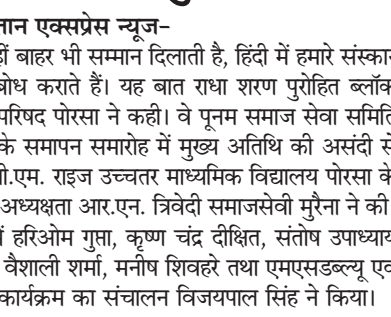 तान एक्सप्रेस न्यूज–
हीं बाहर भी सम्मान दिलाती है, हिंदी में हमारे संस्कार
बोध कराते हैं। यह बात राधा शरण पुरोहित ब्लॉक
परिषद पोरसा ने कही। वे पूनम समाज सेवा समिति
के समापन समारोह में मुख्य अतिथि की असंदी से
पी.एम. राइज उच्चतर माध्यमिक विद्यालय पोरसा के
अध्यक्षता आर.एन. त्रिवेदी समाजसेवी मुरैना ने की
हरिओम गुप्ता, कृष्ण चंद्र दीक्षित, संतोष उपाध्याय
वैशाली शर्मा, मनीष शिवहरे तथा एमएसडब्ल्यू एव
कार्यक्रम का संचालन विजयपाल सिंह ने किया।